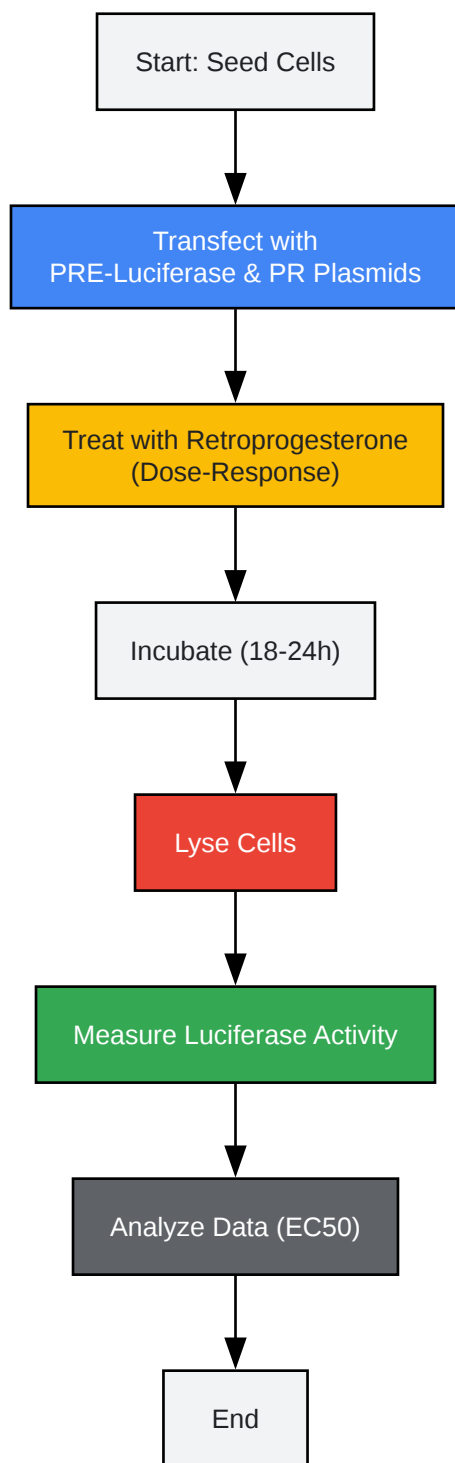 Start: Seed Cells
Transfect with
PRE-Luciferase & PR Plasmids
Treat with Retroprogesterone
(Dose-Response)
Incubate (18-24h)
Lyse Cells
Measure Luciferase Activity
Analyze Data (EC50)
End